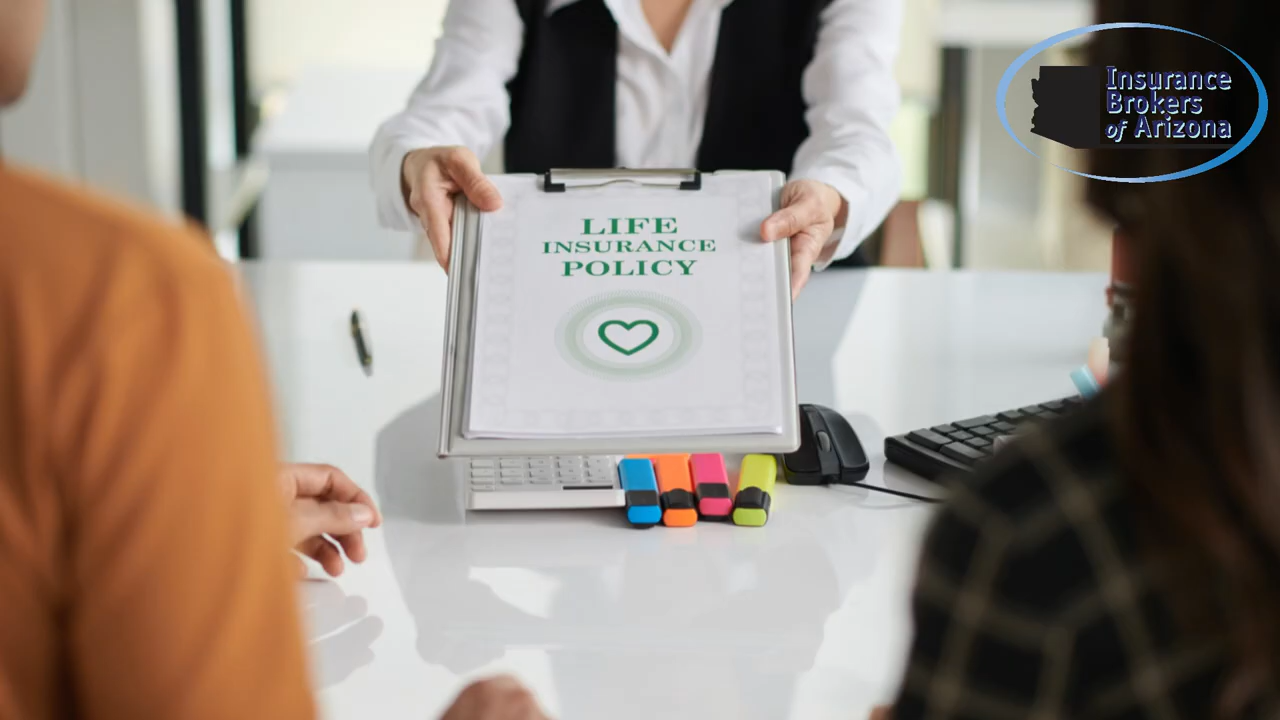 Insurance
Brokers
of Arizona
LIFE
INSURANCE
POLICY